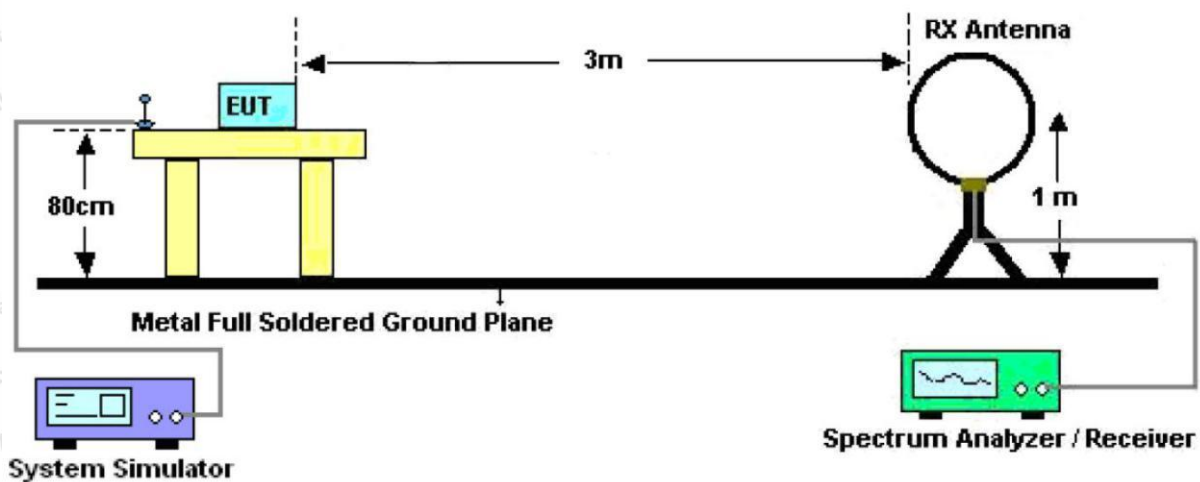 RX Antenna
3m
EUT
80cm
1 m
Metal Full Soldered Ground Plane
System Simulator
Spectrum Analyzer / Receiver